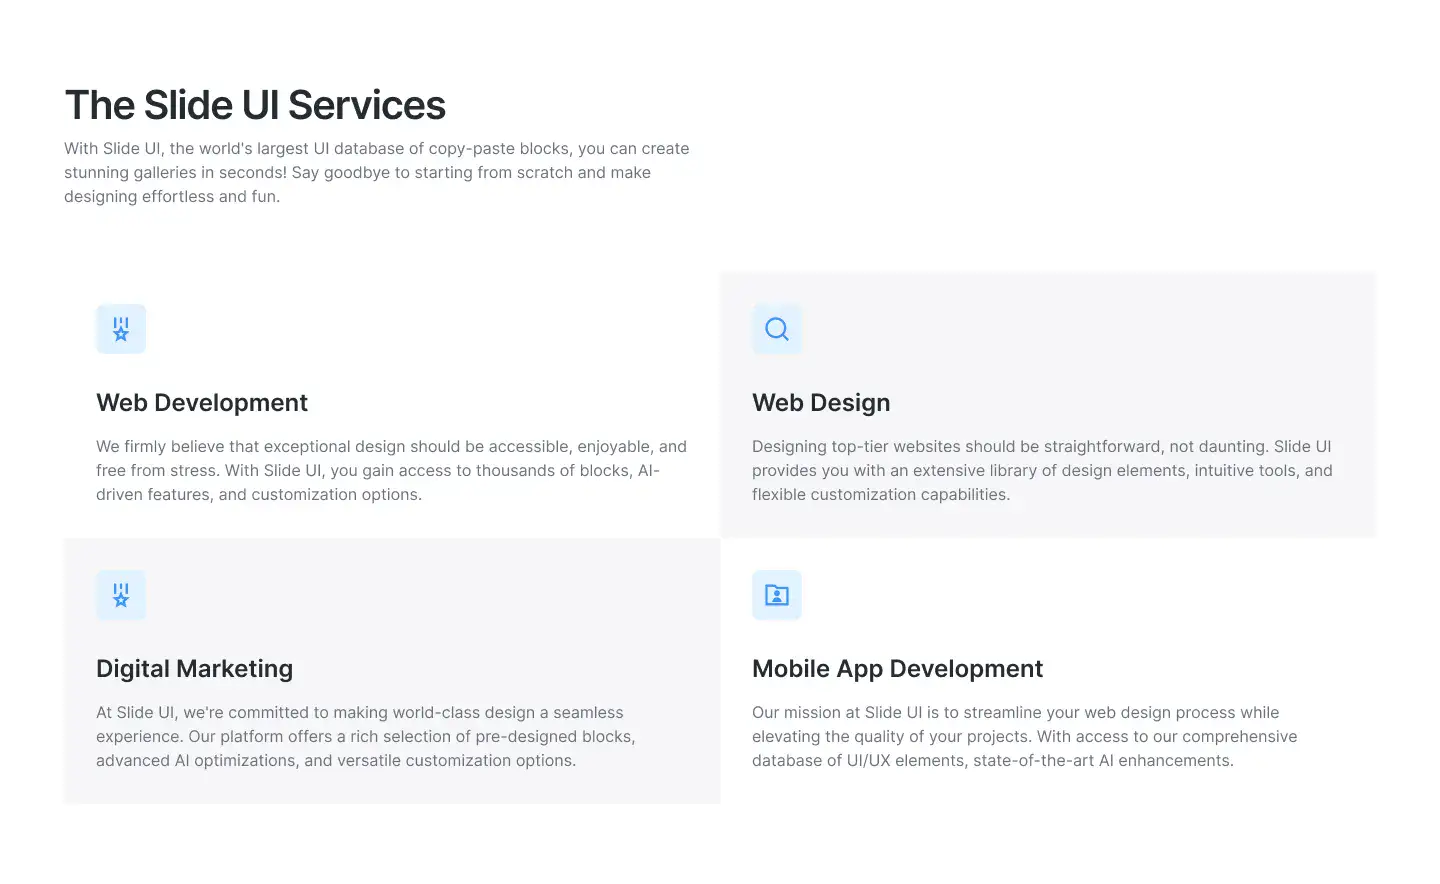 The Slide UI Services
With Slide UI, the world's largest UI database of copy-paste blocks, you can create
stunning galleries in seconds! Say goodbye to starting from scratch and make
designing effortless and fun.
Web Development
We firmly believe that exceptional design should be accessible, enjoyable, and
free from stress. With Slide UI, you gain access to thousands of blocks, AI-
driven features, and customization options.
Web Design
Designing top-tier websites should be straightforward, not daunting. Slide UI
provides you with an extensive library of design elements, intuitive tools, and
flexible customization capabilities.
Digital Marketing
At Slide UI, we're committed to making world-class design a seamless
experience. Our platform offers a rich selection of pre-designed blocks,
advanced AI optimizations, and versatile customization options.
Mobile App Development
Our mission at Slide UI is to streamline your web design process while
elevating the quality of your projects. With access to our comprehensive
database of UI/UX elements, state-of-the-art AI enhancements.